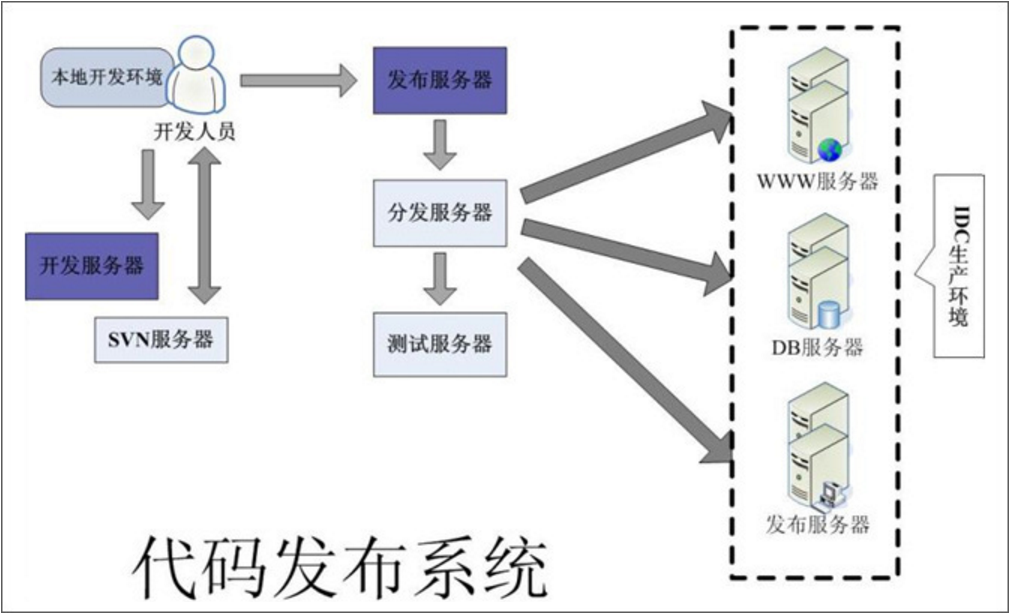 本地开发环境
开发人员
发布服务器
分发服务器
测试服务器
开发服务器
SVN服务器
WWW服务器
DB服务器
发布服务器
IDC生产环境
代码发布系统